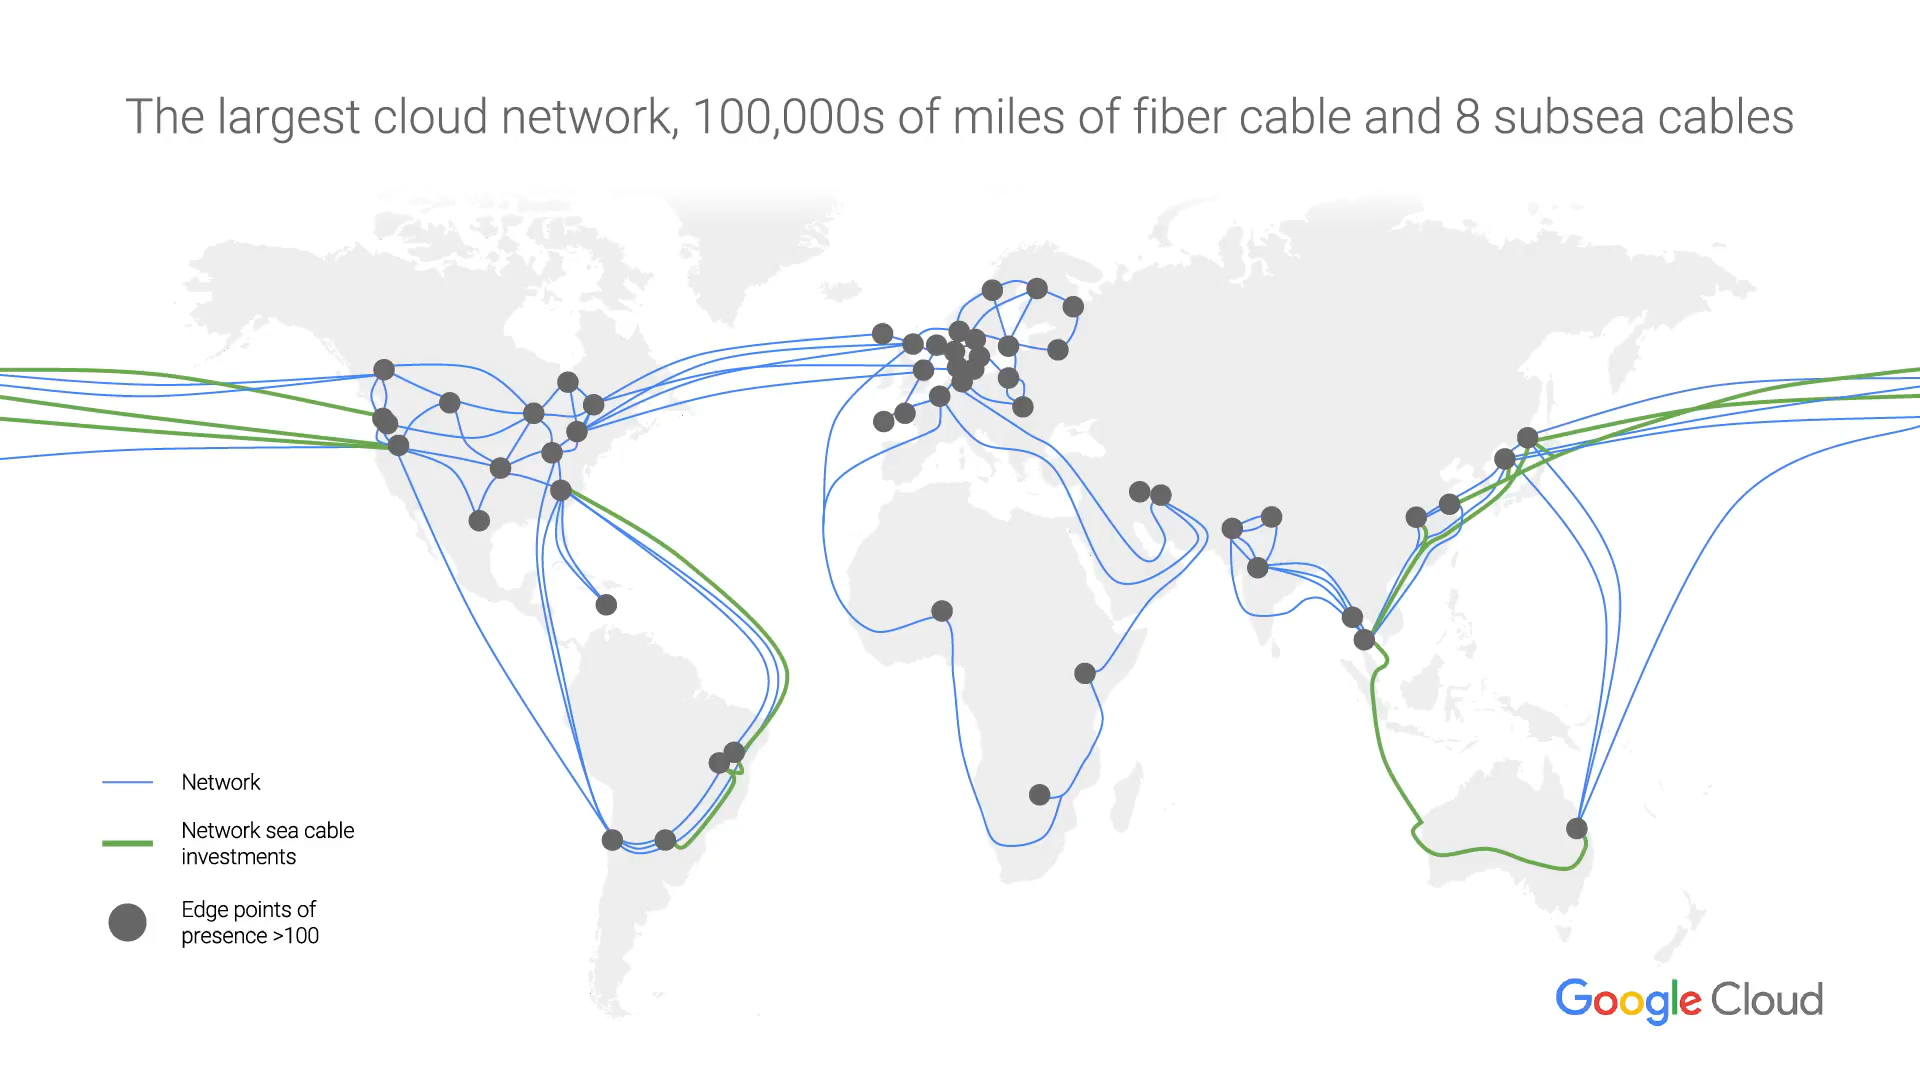 The largest cloud network, 100,000s of miles of fiber cable and 8 subsea cables
Network
Network sea cable
investments
Edge points of
presence >100
Google Cloud